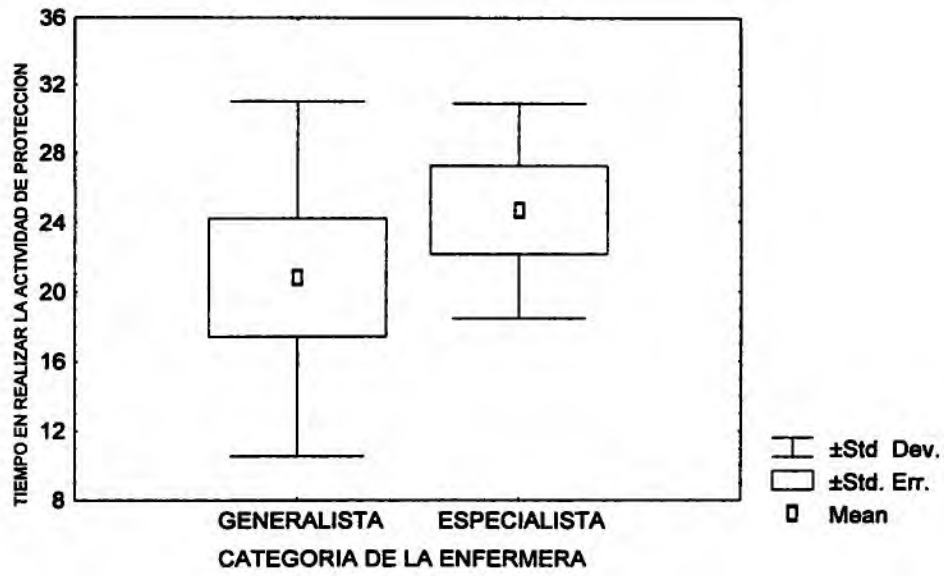 TIEMPO EN REALIZAR LA ACTIVIDAD DE PROTECCION
36
32
28
24
20
16
12
8
GENERALISTA ESPECIALISTA
CATEGORIA DE LA ENFERMERA
±Std Dev.
±Std. Err.
Mean